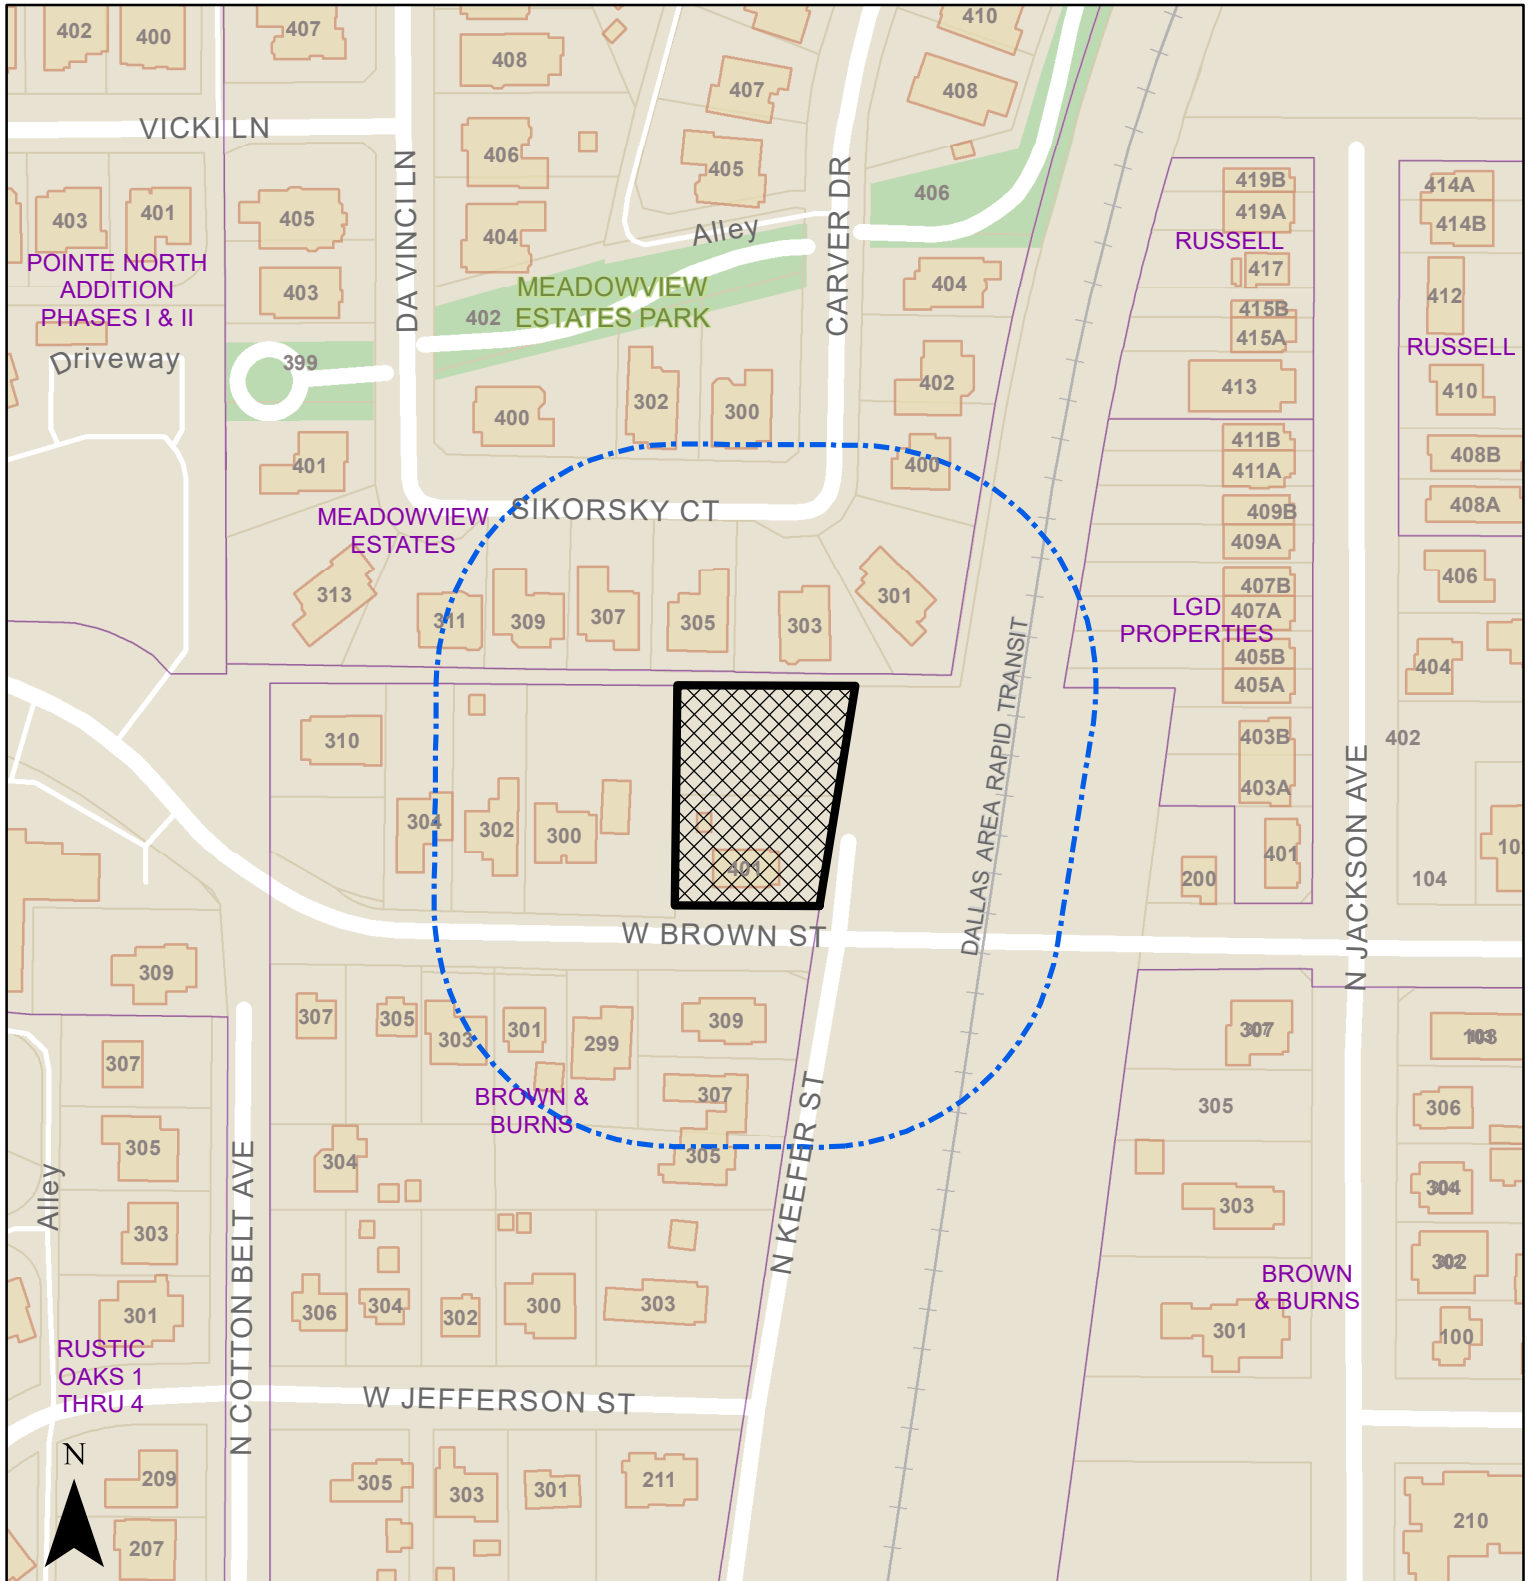 402
400
407
408
410
407
408
VICKI LN
406
405
DA VINCI LN
CARVER DR
403
401
405
404
Alley
406
419B
419A
RUSSELL
414A
414B
POINTE NORTH
ADDITION
PHASES I & II
403
MEADOWVIEW
ESTATES PARK
402
404
417
412
415B
415A
Driveway
399
RUSSELL
400
302
300
402
413
410
401
400
411B
411A
408B
MEADOWVIEW
ESTATES
SIKORSKY CT
409B
409A
408A
313
311
309
307
305
303
301
407B
407A
LGD
PROPERTIES
406
405B
405A
404
DALLAS AREA RAPID TRANSIT
310
403B
403A
402
304
302
300
401
401
200
104
10
N JACKSON AVE
W BROWN ST
309
307
305
303
301
299
309
307
103
307
307
305
306
BROWN &
BURNS
305
N KEEFER ST
305
304
303
304
Alley
N COTTON BELT AVE
303
302
BROWN
& BURNS
301
306
304
302
300
303
301
100
RUSTIC
OAKS 1
THRU 4
W JEFFERSON ST
N
209
305
303
301
211
207
210